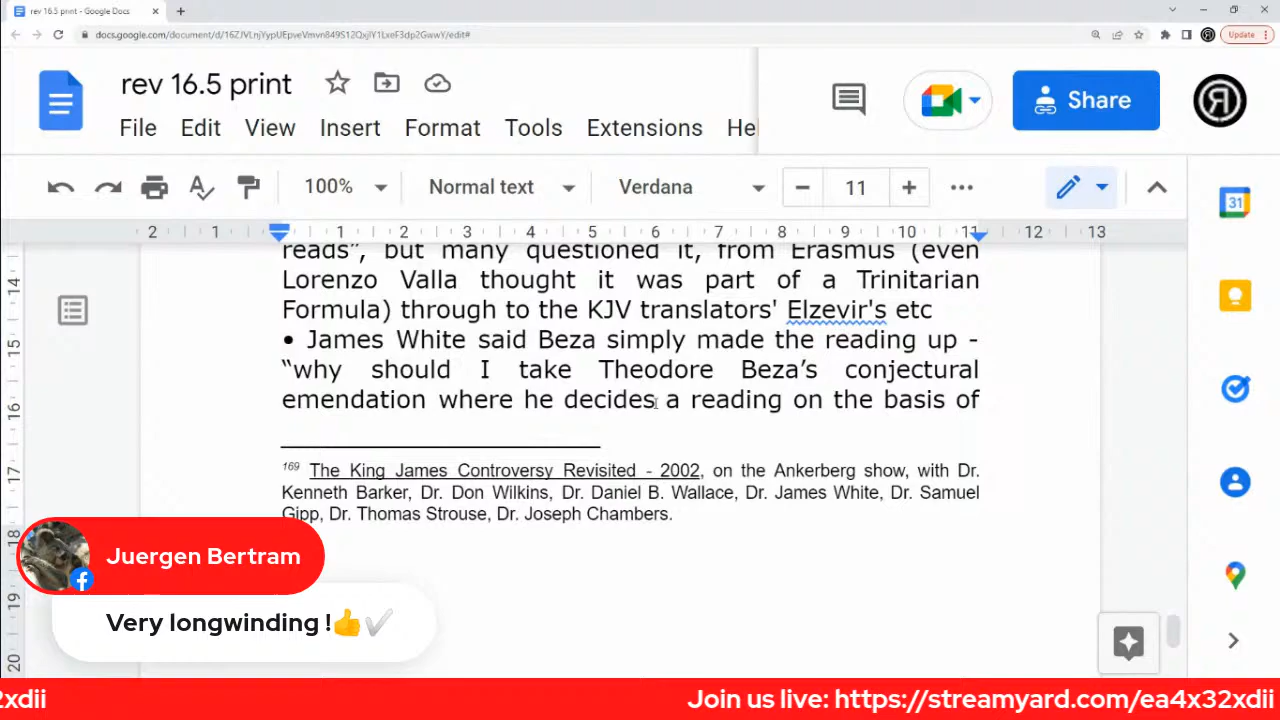 rev 16.5 print - Google Docs
docs.google.com/document/d/16ZJVLnjYypUEpveVmvn849S12QxjlY1LxeF3dp2GwwY/edit#
Update
rev 16.5 print
Share
File Edit View Insert Format Tools Extensions He
100% Normal text Verdana 11
2 1 1 2 3 4 5 6 7 8 9 10 11 12 13
31
14
15
16
17
18
19
20
reads”, but many questioned it, from Erasmus (even
Lorenzo Valla thought it was part of a Trinitarian
Formula) through to the KJV translators' Elzevir's etc
• James White said Beza simply made the reading up -
“why should I take Theodore Beza’s conjectural
emendation where he decides a reading on the basis of
169 The King James Controversy Revisited - 2002, on the Ankerberg show, with Dr.
Kenneth Barker, Dr. Don Wilkins, Dr. Daniel B. Wallace, Dr. James White, Dr. Samuel
Gipp, Dr. Thomas Strouse, Dr. Joseph Chambers.
Juergen Bertram
Very longwinding !👍✔
2xdii Join us live: https://streamyard.com/ea4x32xdii